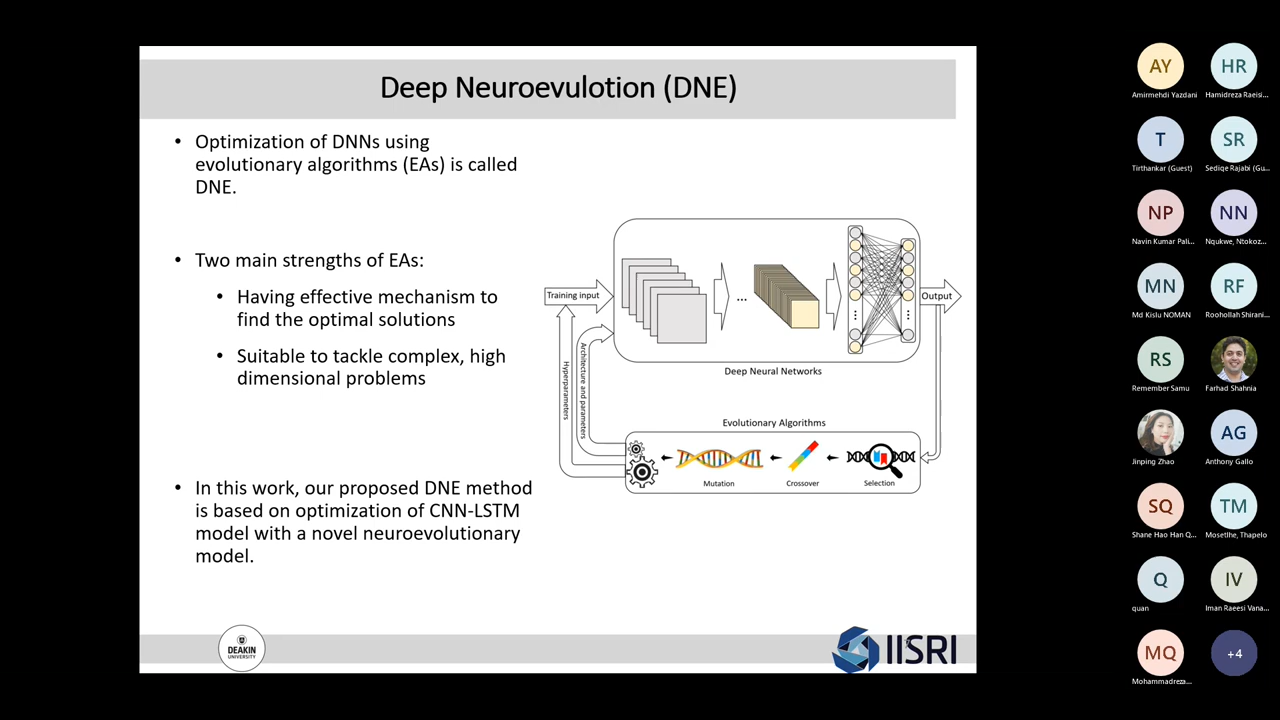 Deep Neuroevulotion (DNE)
• Optimization of DNNs using
evolutionary algorithms (EAs) is called
DNE.
• Two main strengths of EAs:
• Having effective mechanism to
find the optimal solutions
• Suitable to tackle complex, high
dimensional problems
• In this work, our proposed DNE method
is based on optimization of CNN-LSTM
model with a novel neuroevolutionary
model.
Training input
...
Output
Deep Neural Networks
Hyperparameters
Architecture and parameters
Evolutionary Algorithms
Mutation
Crossover
Selection
DEAKIN
UNIVERSITY
IISRI
AY
HR
Amirmehdi Yazdani
Hamidreza Raeisi...
T
SR
Tirthankar (Guest)
Sediqe Rajabi (Gu...
NP
NN
Navin Kumar Pali...
Nqukwe, Ntokoz...
MN
RF
Md Kislu NOMAN
Roohollah Shirani...
RS
Remember Samu
Farhad Shahnia
AG
Jinping Zhao
Anthony Gallo
SQ
TM
Shane Hao Han Q...
Mosetlhe, Thapelo
Q
IV
quan
Iman Raeesi Vana...
MQ
+4
Mohammadreza...